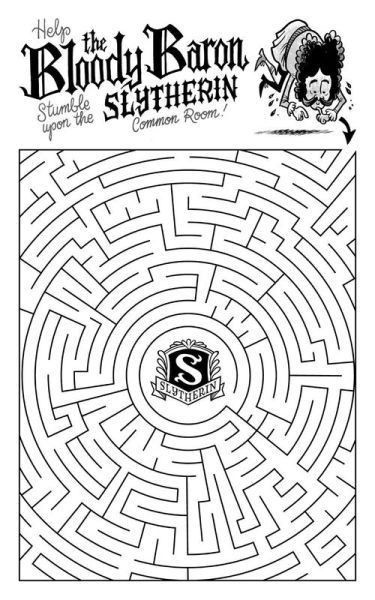 Help
the
Bloody Baron
Stumble
upon the
SLYTHERIN
Common Room!
S
SLYTHERIN